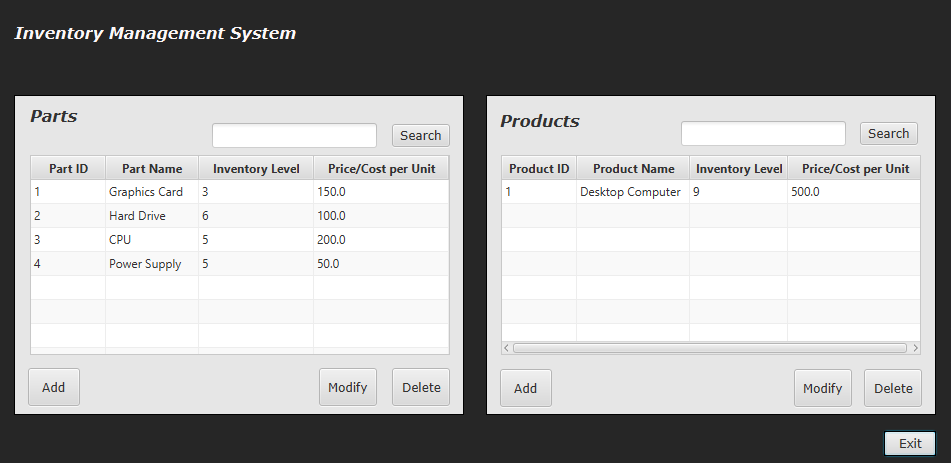 Inventory Management System
Parts
Search
Part ID Part Name Inventory Level Price/Cost per Unit
1 Graphics Card 3 150.0
2 Hard Drive 6 100.0
3 CPU 5 200.0
4 Power Supply 5 50.0
Add Modify Delete
Products
Search
Product ID Product Name Inventory Level Price/Cost per Unit
1 Desktop Computer 9 500.0
Add Modify Delete
Exit